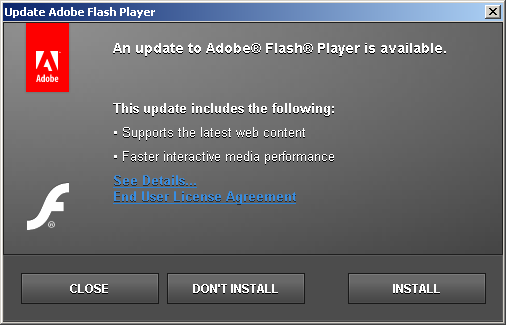 Update Adobe Flash Player
Adobe
An update to Adobe® Flash® Player is available.
This update includes the following:
• Supports the latest web content
• Faster interactive media performance
See Details...
End User License Agreement
®
CLOSE
DON'T INSTALL
INSTALL